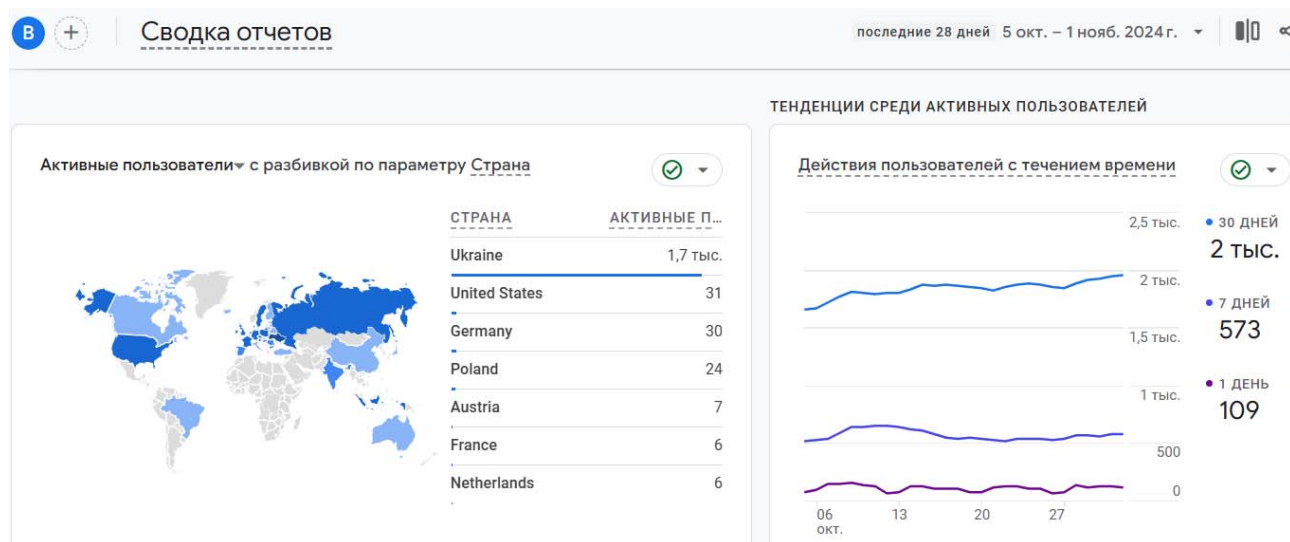 B + Сводка отчетов
последние 28 дней 5 окт. – 1 нояб. 2024 г.
ТЕНДЕНЦИИ СРЕДИ АКТИВНЫХ ПОЛЬЗОВАТЕЛЕЙ
Активные пользователи с разбивкой по параметру Страна
СТРАНА АКТИВНЫЕ П...
Ukraine 1,7 тыс.
United States 31
Germany 30
Poland 24
Austria 7
France 6
Netherlands 6
Действия пользователей с течением времени
2,5 тыс.
2 тыс.
1,5 тыс.
1 тыс.
500
0
06 13 20 27
окт.
30 ДНЕЙ
2 тыс.
7 ДНЕЙ
573
1 ДЕНЬ
109